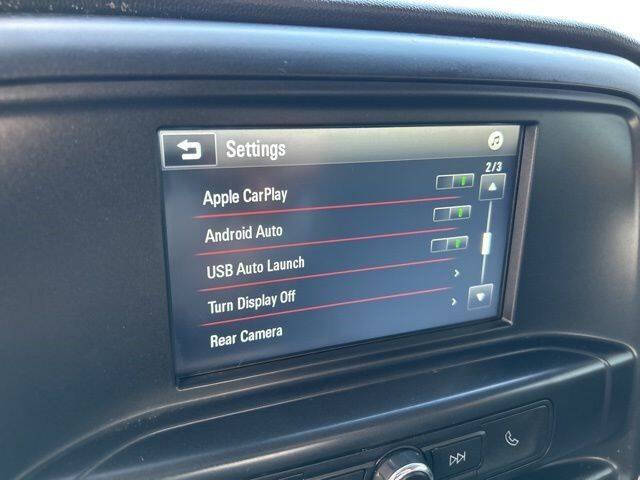 Settings
2/3
Apple CarPlay
Android Auto
USB Auto Launch
Turn Display Off
Rear Camera